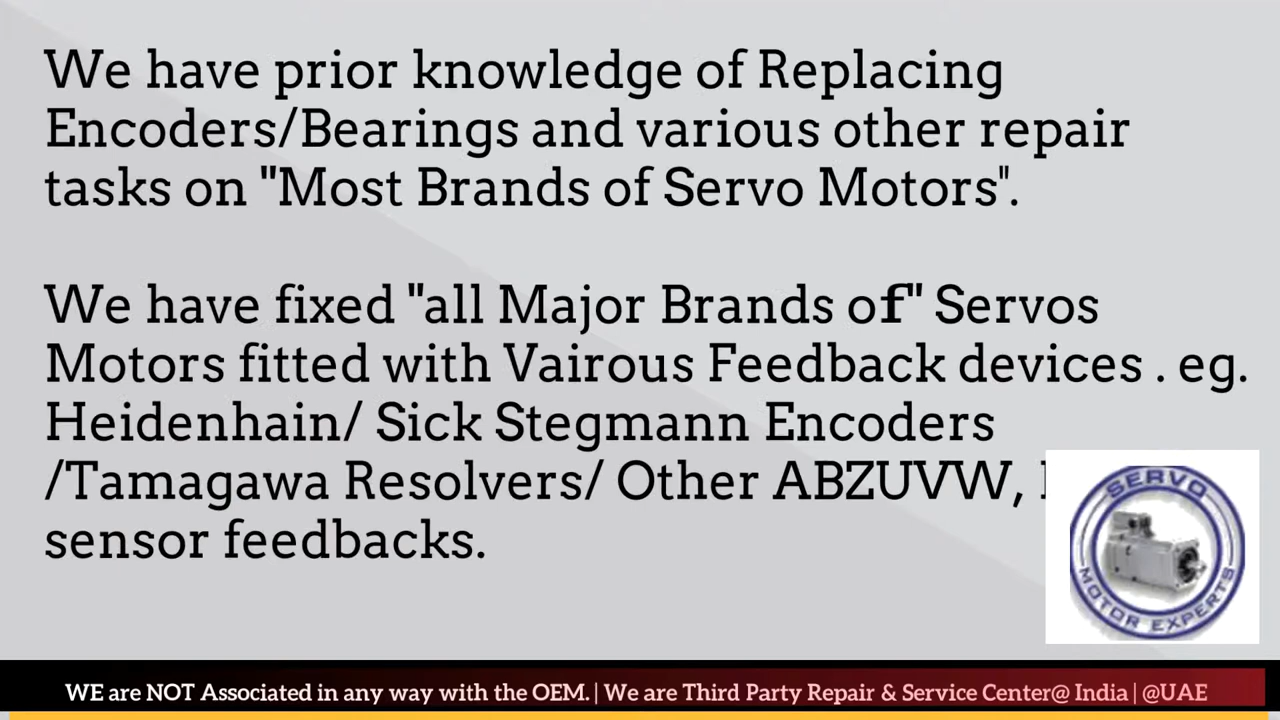 We have prior knowledge of Replacing
Encoders/Bearings and various other repair
tasks on "Most Brands of Servo Motors".
We have fixed "all Major Brands of" Servos
Motors fitted with Vairous Feedback devices . eg.
Heidenhain/ Sick Stegmann Encoders
/Tamagawa Resolvers/ Other ABZUVW,
sensor feedbacks.
SERVO
MOTOR EXPERTS
WE are NOT Associated in any way with the OEM. | We are Third Party Repair & Service Center@ India | @UAE